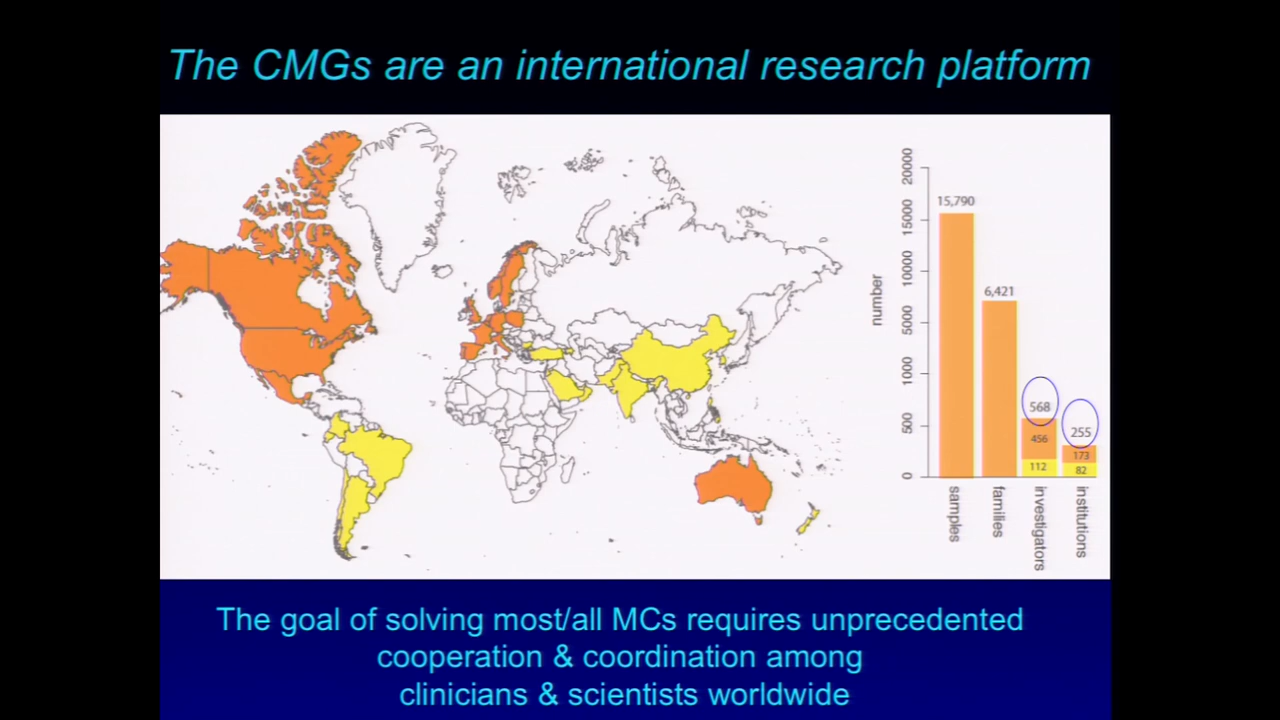 The CMGs are an international research platform
20000
15000
10000
5000
1000
500
0
number
15,790
6,421
568
456
112
255
173
82
samples
families
investigators
institutions
The goal of solving most/all MCs requires unprecedented
cooperation & coordination among
clinicians & scientists worldwide